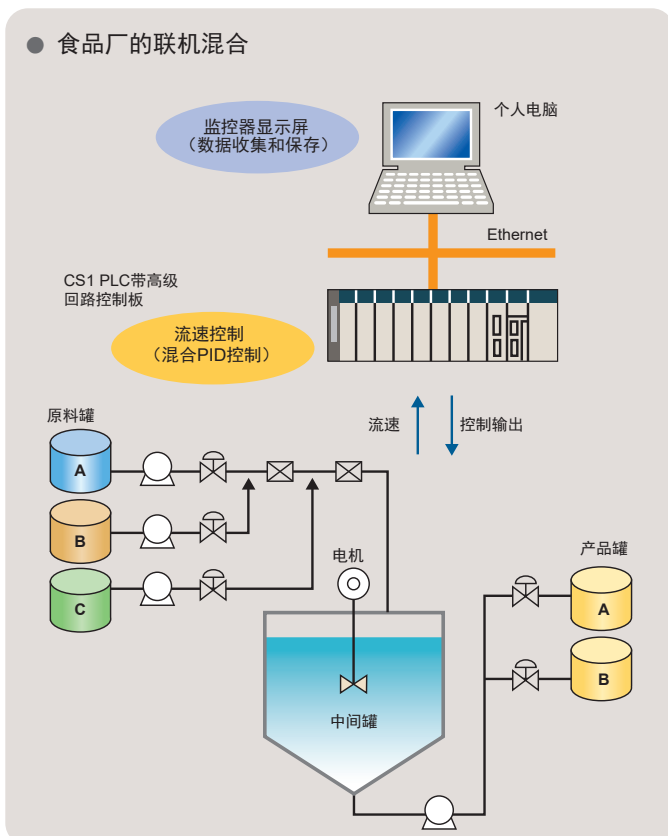 ● 食品厂的联机混合
个人电脑
监控器显示屏
（数据收集和保存）
Ethernet
CS1 PLC带高级
回路控制板
流速控制
（混合PID控制）
流速
控制输出
原料罐
A
B
C
电机
中间罐
产品罐
A
B